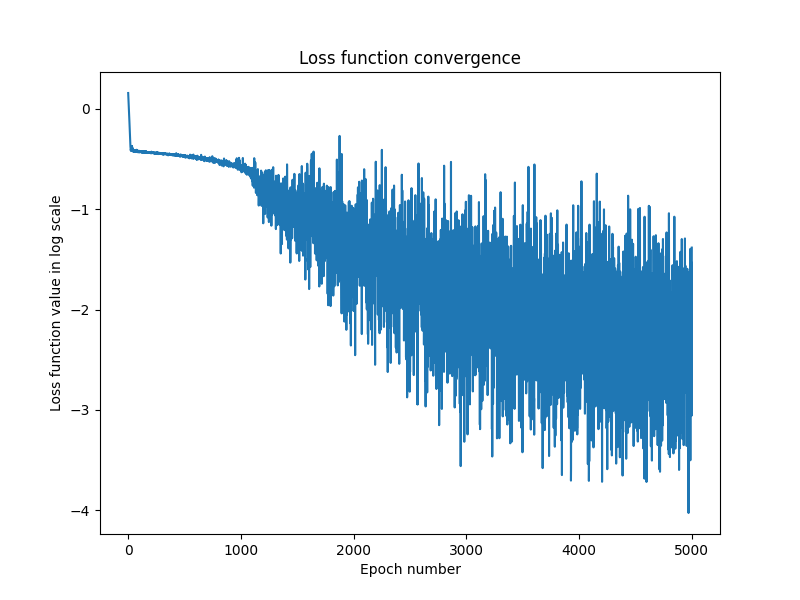 Loss function convergence
Loss function value in log scale
0
−1
−2
−3
−4
0 1000 2000 3000 4000 5000
Epoch number